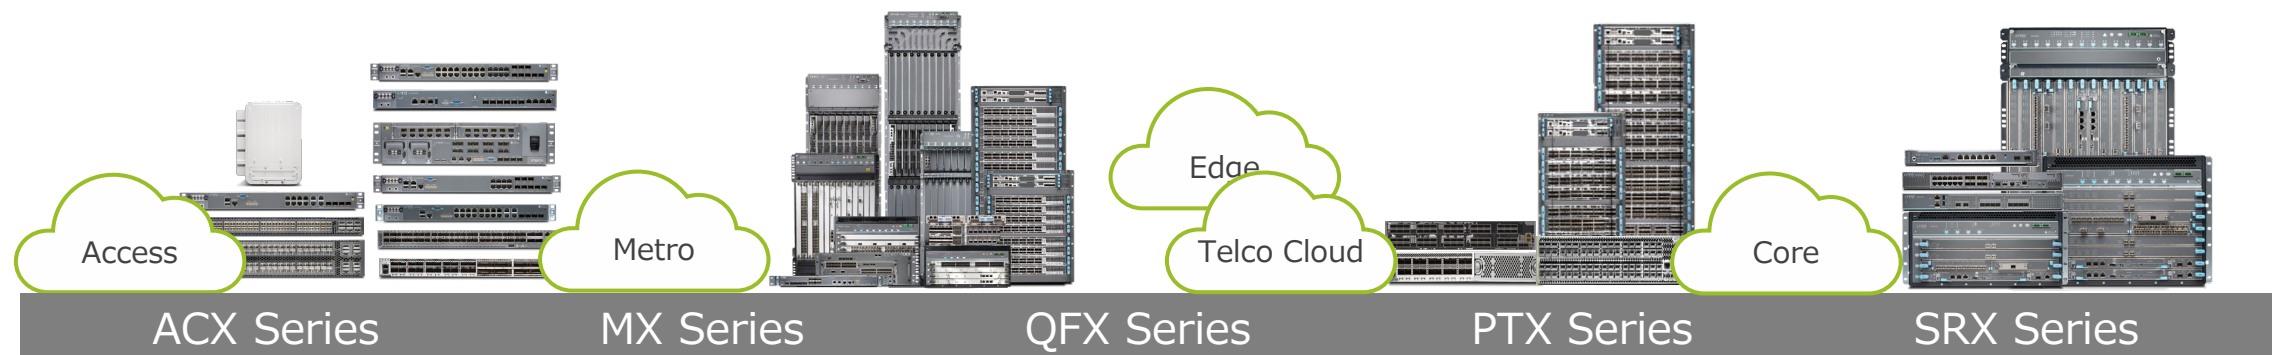 Access
Metro
Edge
Telco Cloud
Core
ACX Series
MX Series
QFX Series
PTX Series
SRX Series